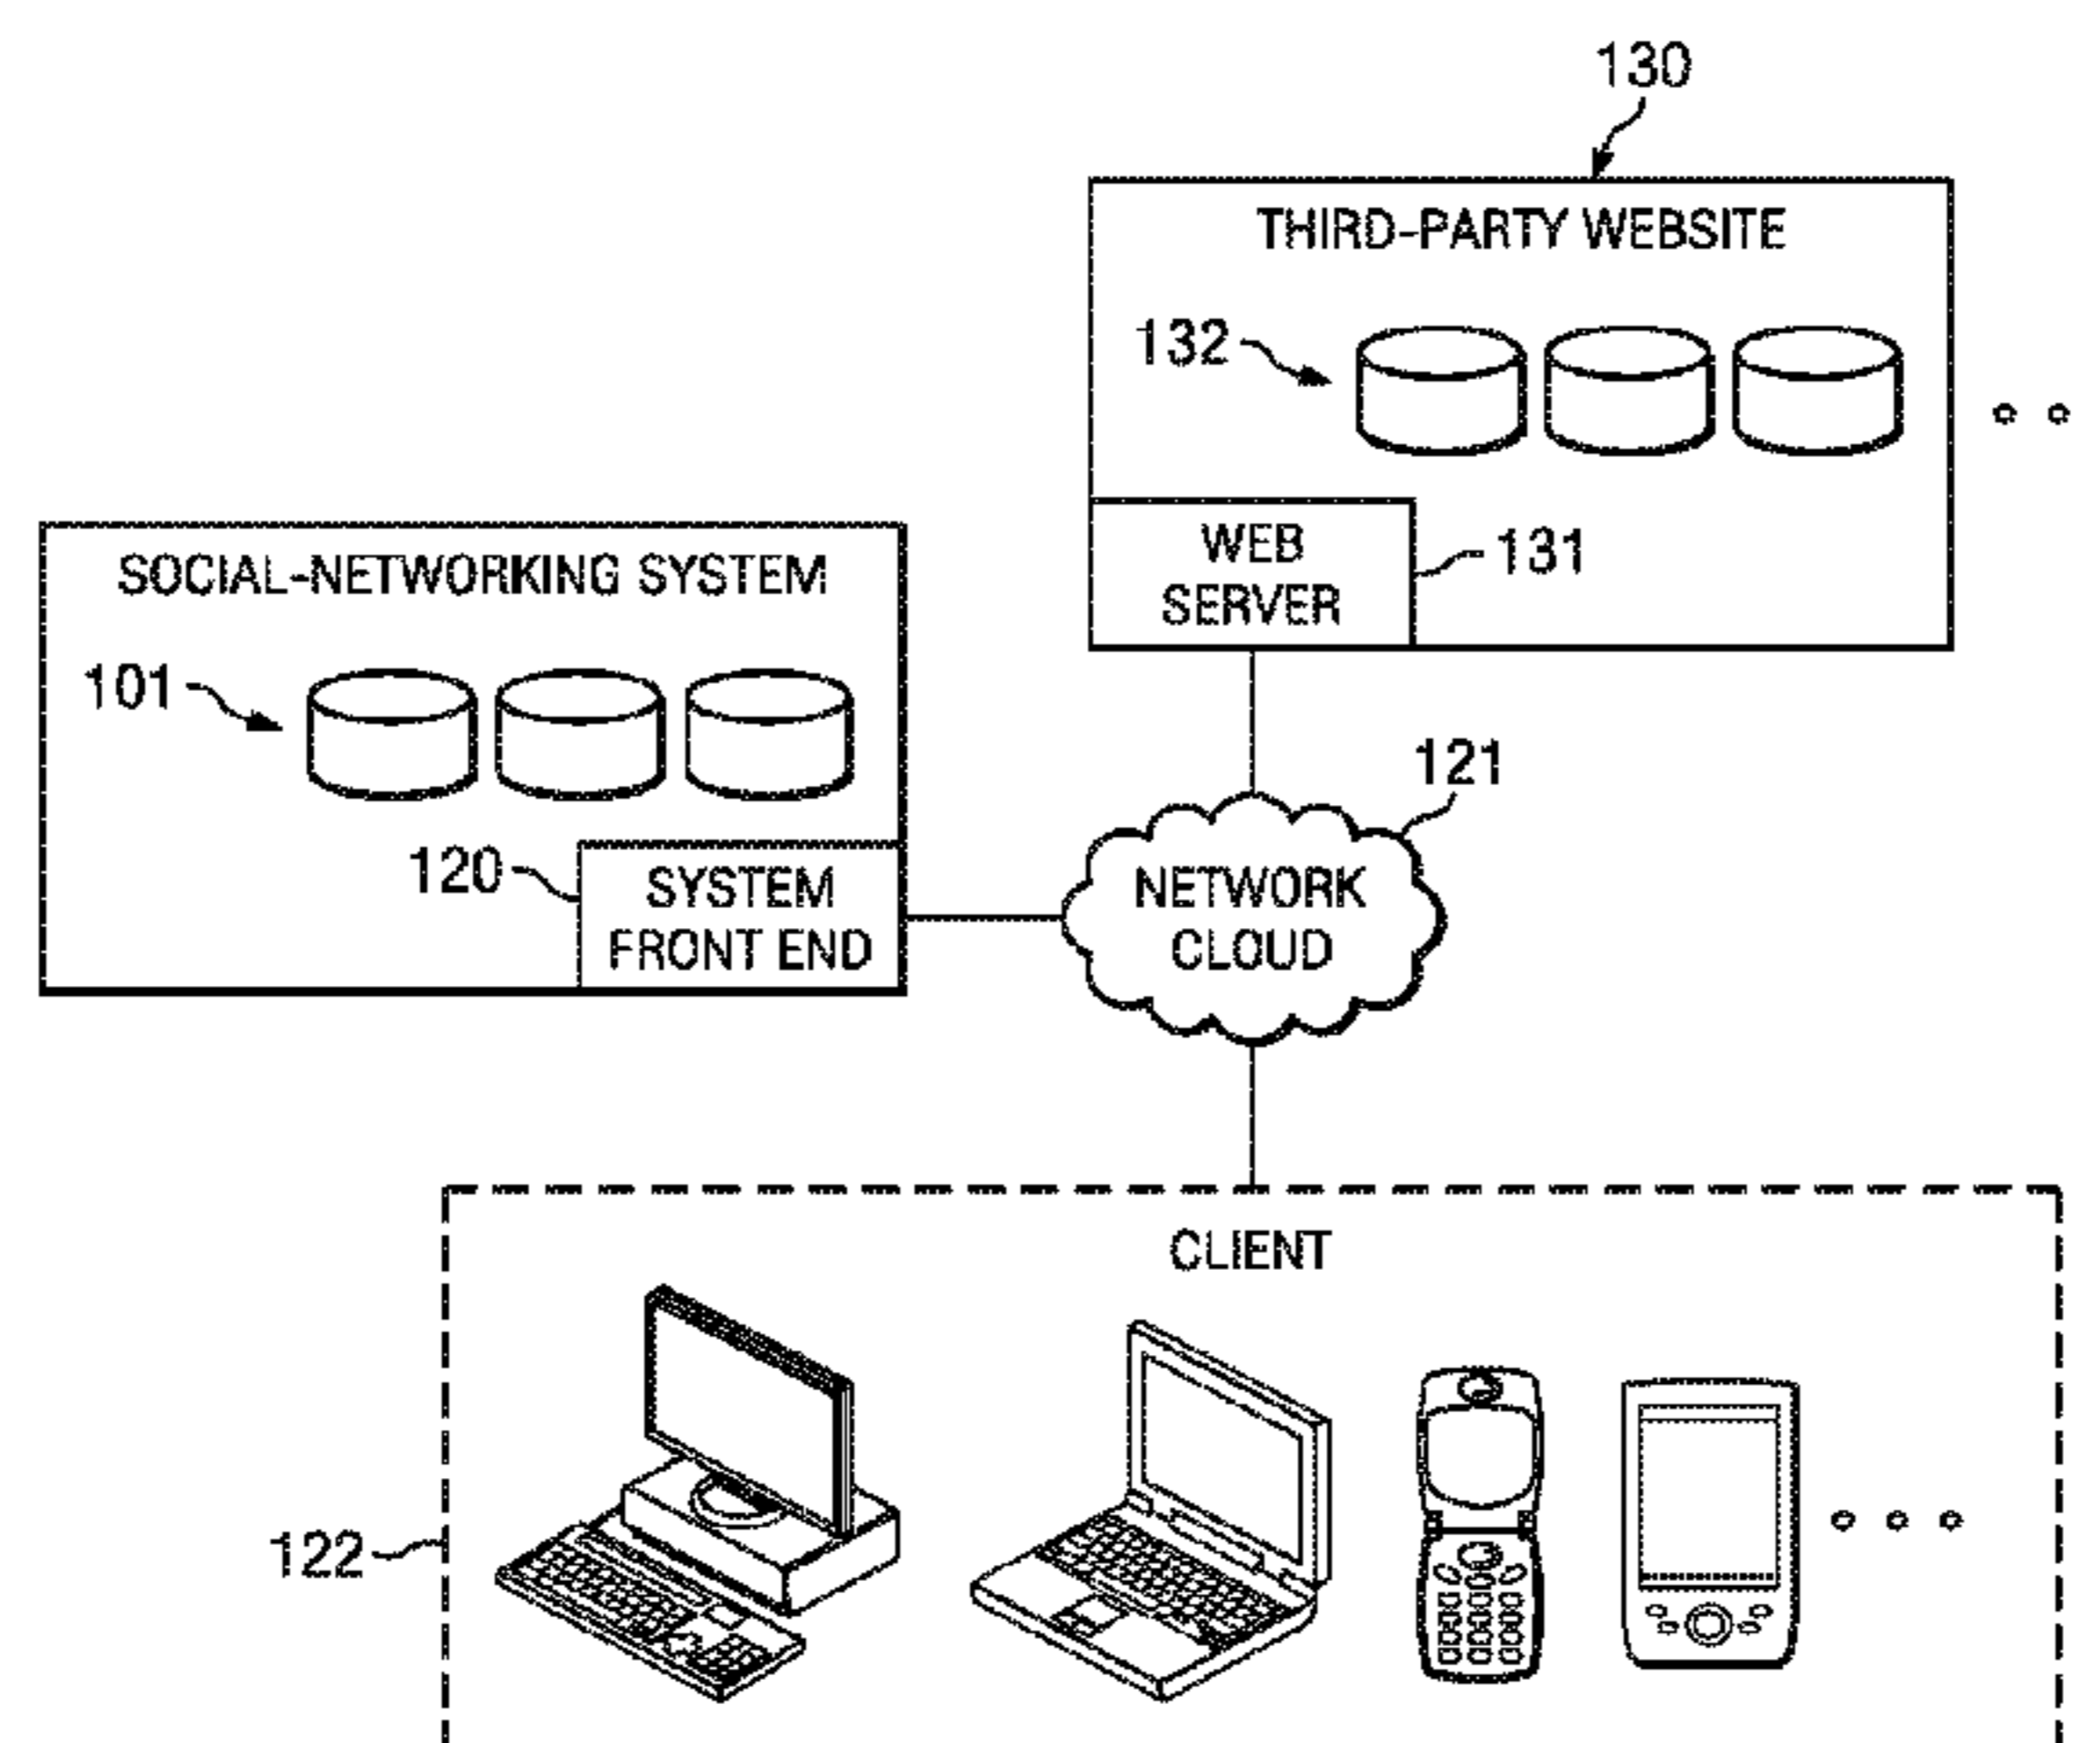 130
THIRD-PARTY WEBSITE
132
WEB
SERVER
131
SOCIAL-NETWORKING SYSTEM
101
120
SYSTEM
FRONT END
121
NETWORK
CLOUD
CLIENT
122